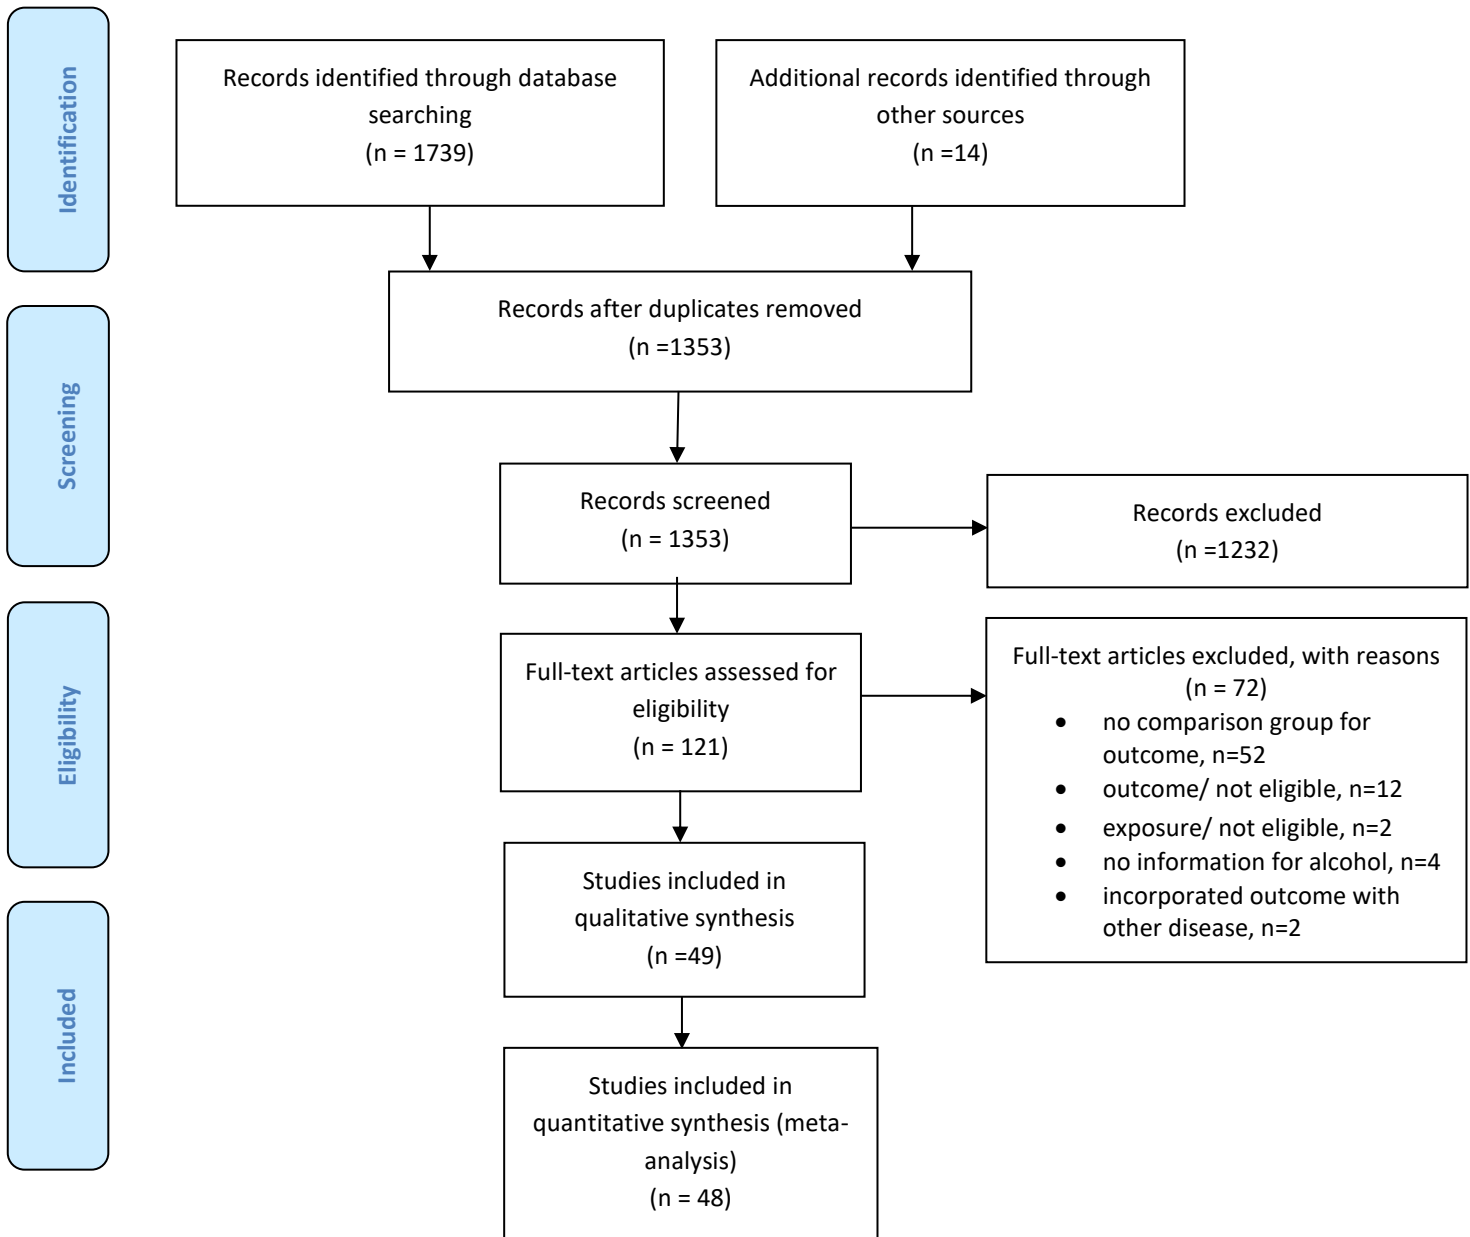 Identification
Records identified through database
searching
(n = 1739)
Additional records identified through
other sources
(n =14)
Records after duplicates removed
(n =1353)
Screening
Records screened
(n = 1353)
Records excluded
(n =1232)
Eligibility
Full-text articles assessed for
eligibility
(n = 121)
Full-text articles excluded, with reasons
(n = 72)
• no comparison group for
outcome, n=52
• outcome/ not eligible, n=12
• exposure/ not eligible, n=2
• no information for alcohol, n=4
• incorporated outcome with
other disease, n=2
Studies included in
qualitative synthesis
(n =49)
Included
Studies included in
quantitative synthesis (meta-
analysis)
(n = 48)